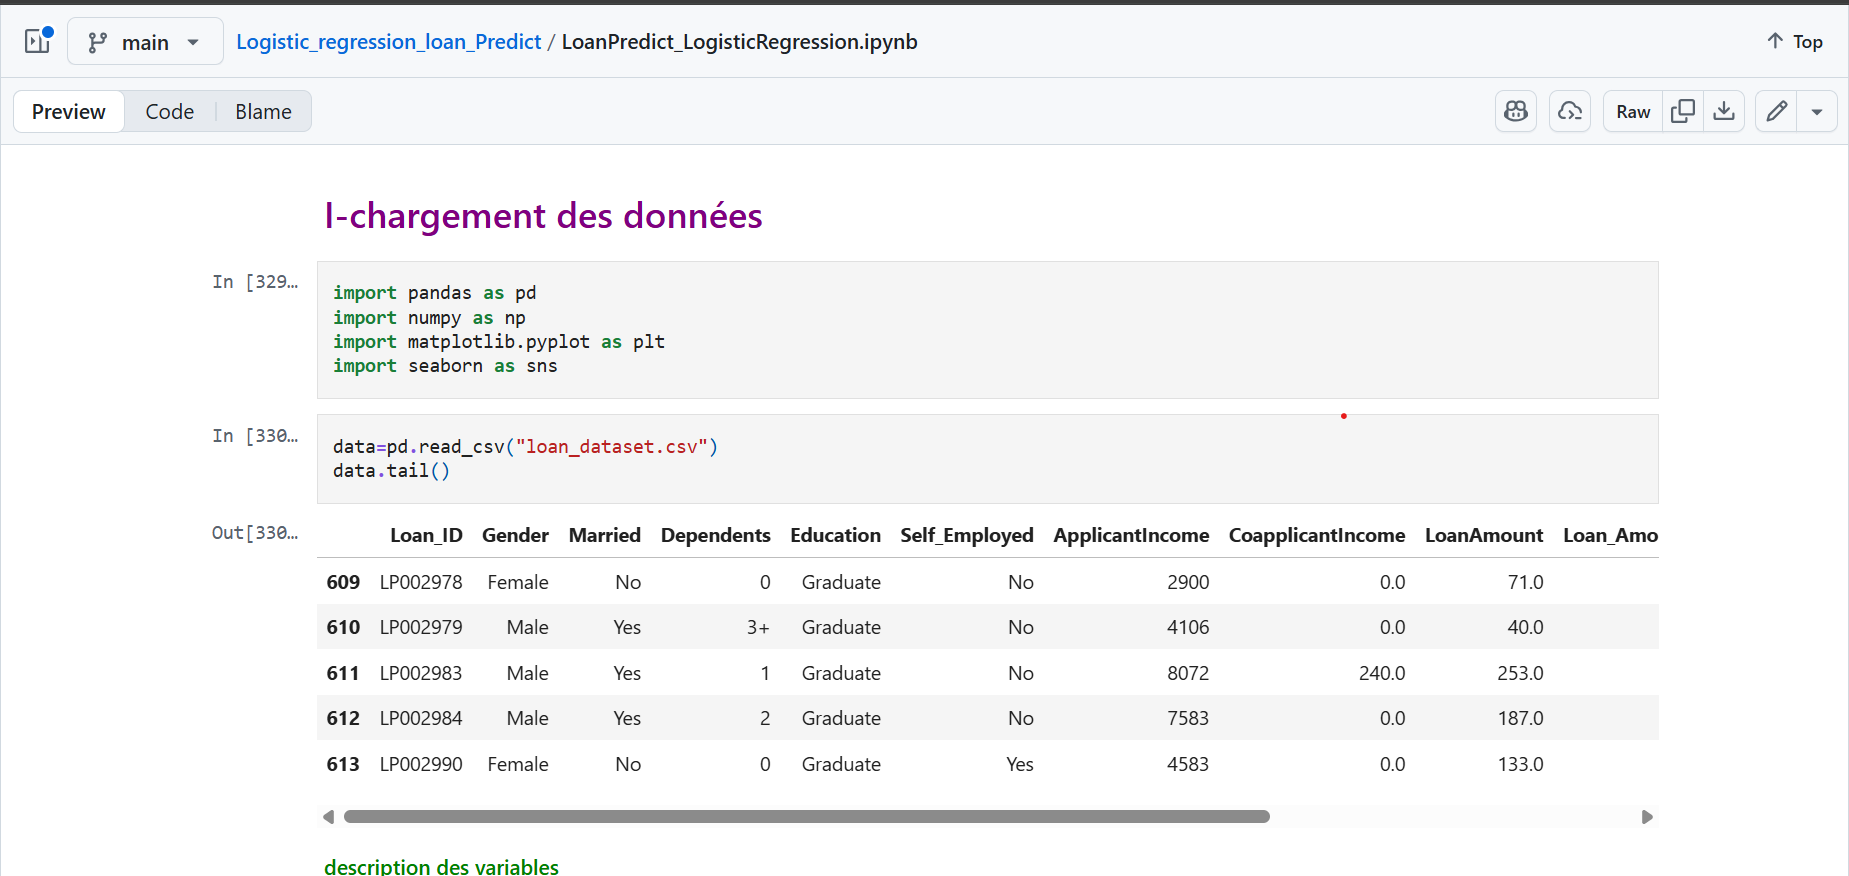 main
Logistic_regression_loan_Predict / LoanPredict_LogisticRegression.ipynb
Top
Preview Code Blame
Raw
I-chargement des données
In [329…
import pandas as pd
import numpy as np
import matplotlib.pyplot as plt
import seaborn as sns
In [330…
data=pd.read_csv("loan_dataset.csv")
data.tail()
Out[330…
Loan_ID Gender Married Dependents Education Self_Employed ApplicantIncome CoapplicantIncome LoanAmount Loan_Amo
609 LP002978 Female No 0 Graduate No 2900 0.0 71.0
610 LP002979 Male Yes 3+ Graduate No 4106 0.0 40.0
611 LP002983 Male Yes 1 Graduate No 8072 240.0 253.0
612 LP002984 Male Yes 2 Graduate No 7583 0.0 187.0
613 LP002990 Female No 0 Graduate Yes 4583 0.0 133.0
description des variables